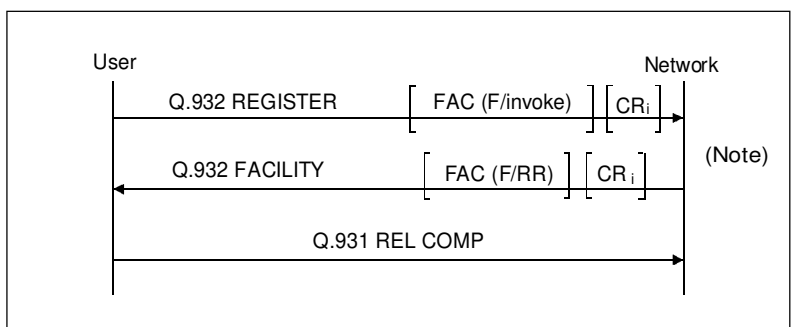 User Network
Q.932 REGISTER [ FAC (F/invoke) ] [ CRi ]
(Note)
Q.932 FACILITY [ FAC (F/RR) ] [ CR i ]
Q.931 REL COMP